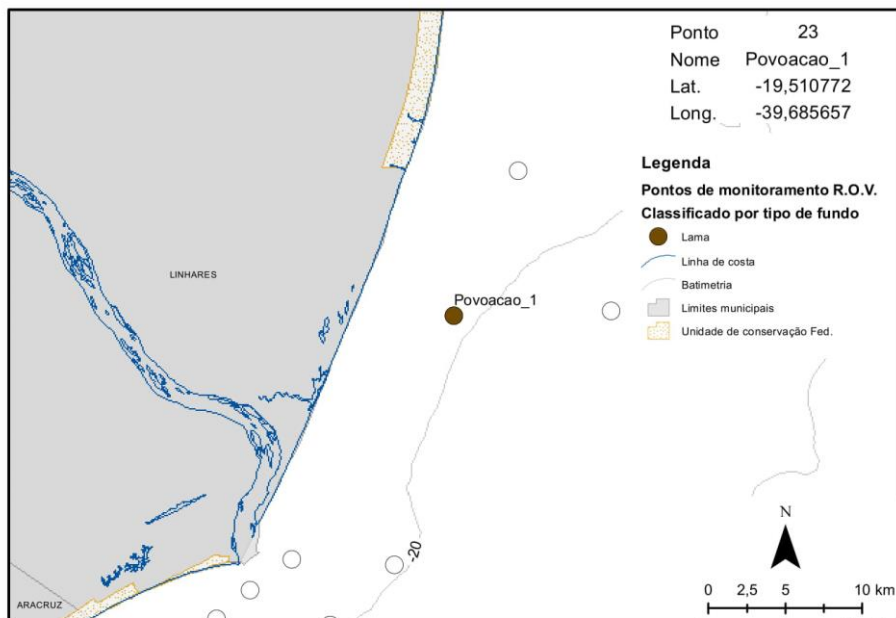 Ponto 23
Nome Povoacao_1
Lat. -19,510772
Long. -39,685657
Legenda
Pontos de monitoramento R.O.V.
Classificado por tipo de fundo
Lama
Linha de costa
Batimetria
Limites municipais
Unidade de conservação Fed.
LINHARES
Povoacao_1
-20
N
ARACRUZ
0 2,5 5 10 km